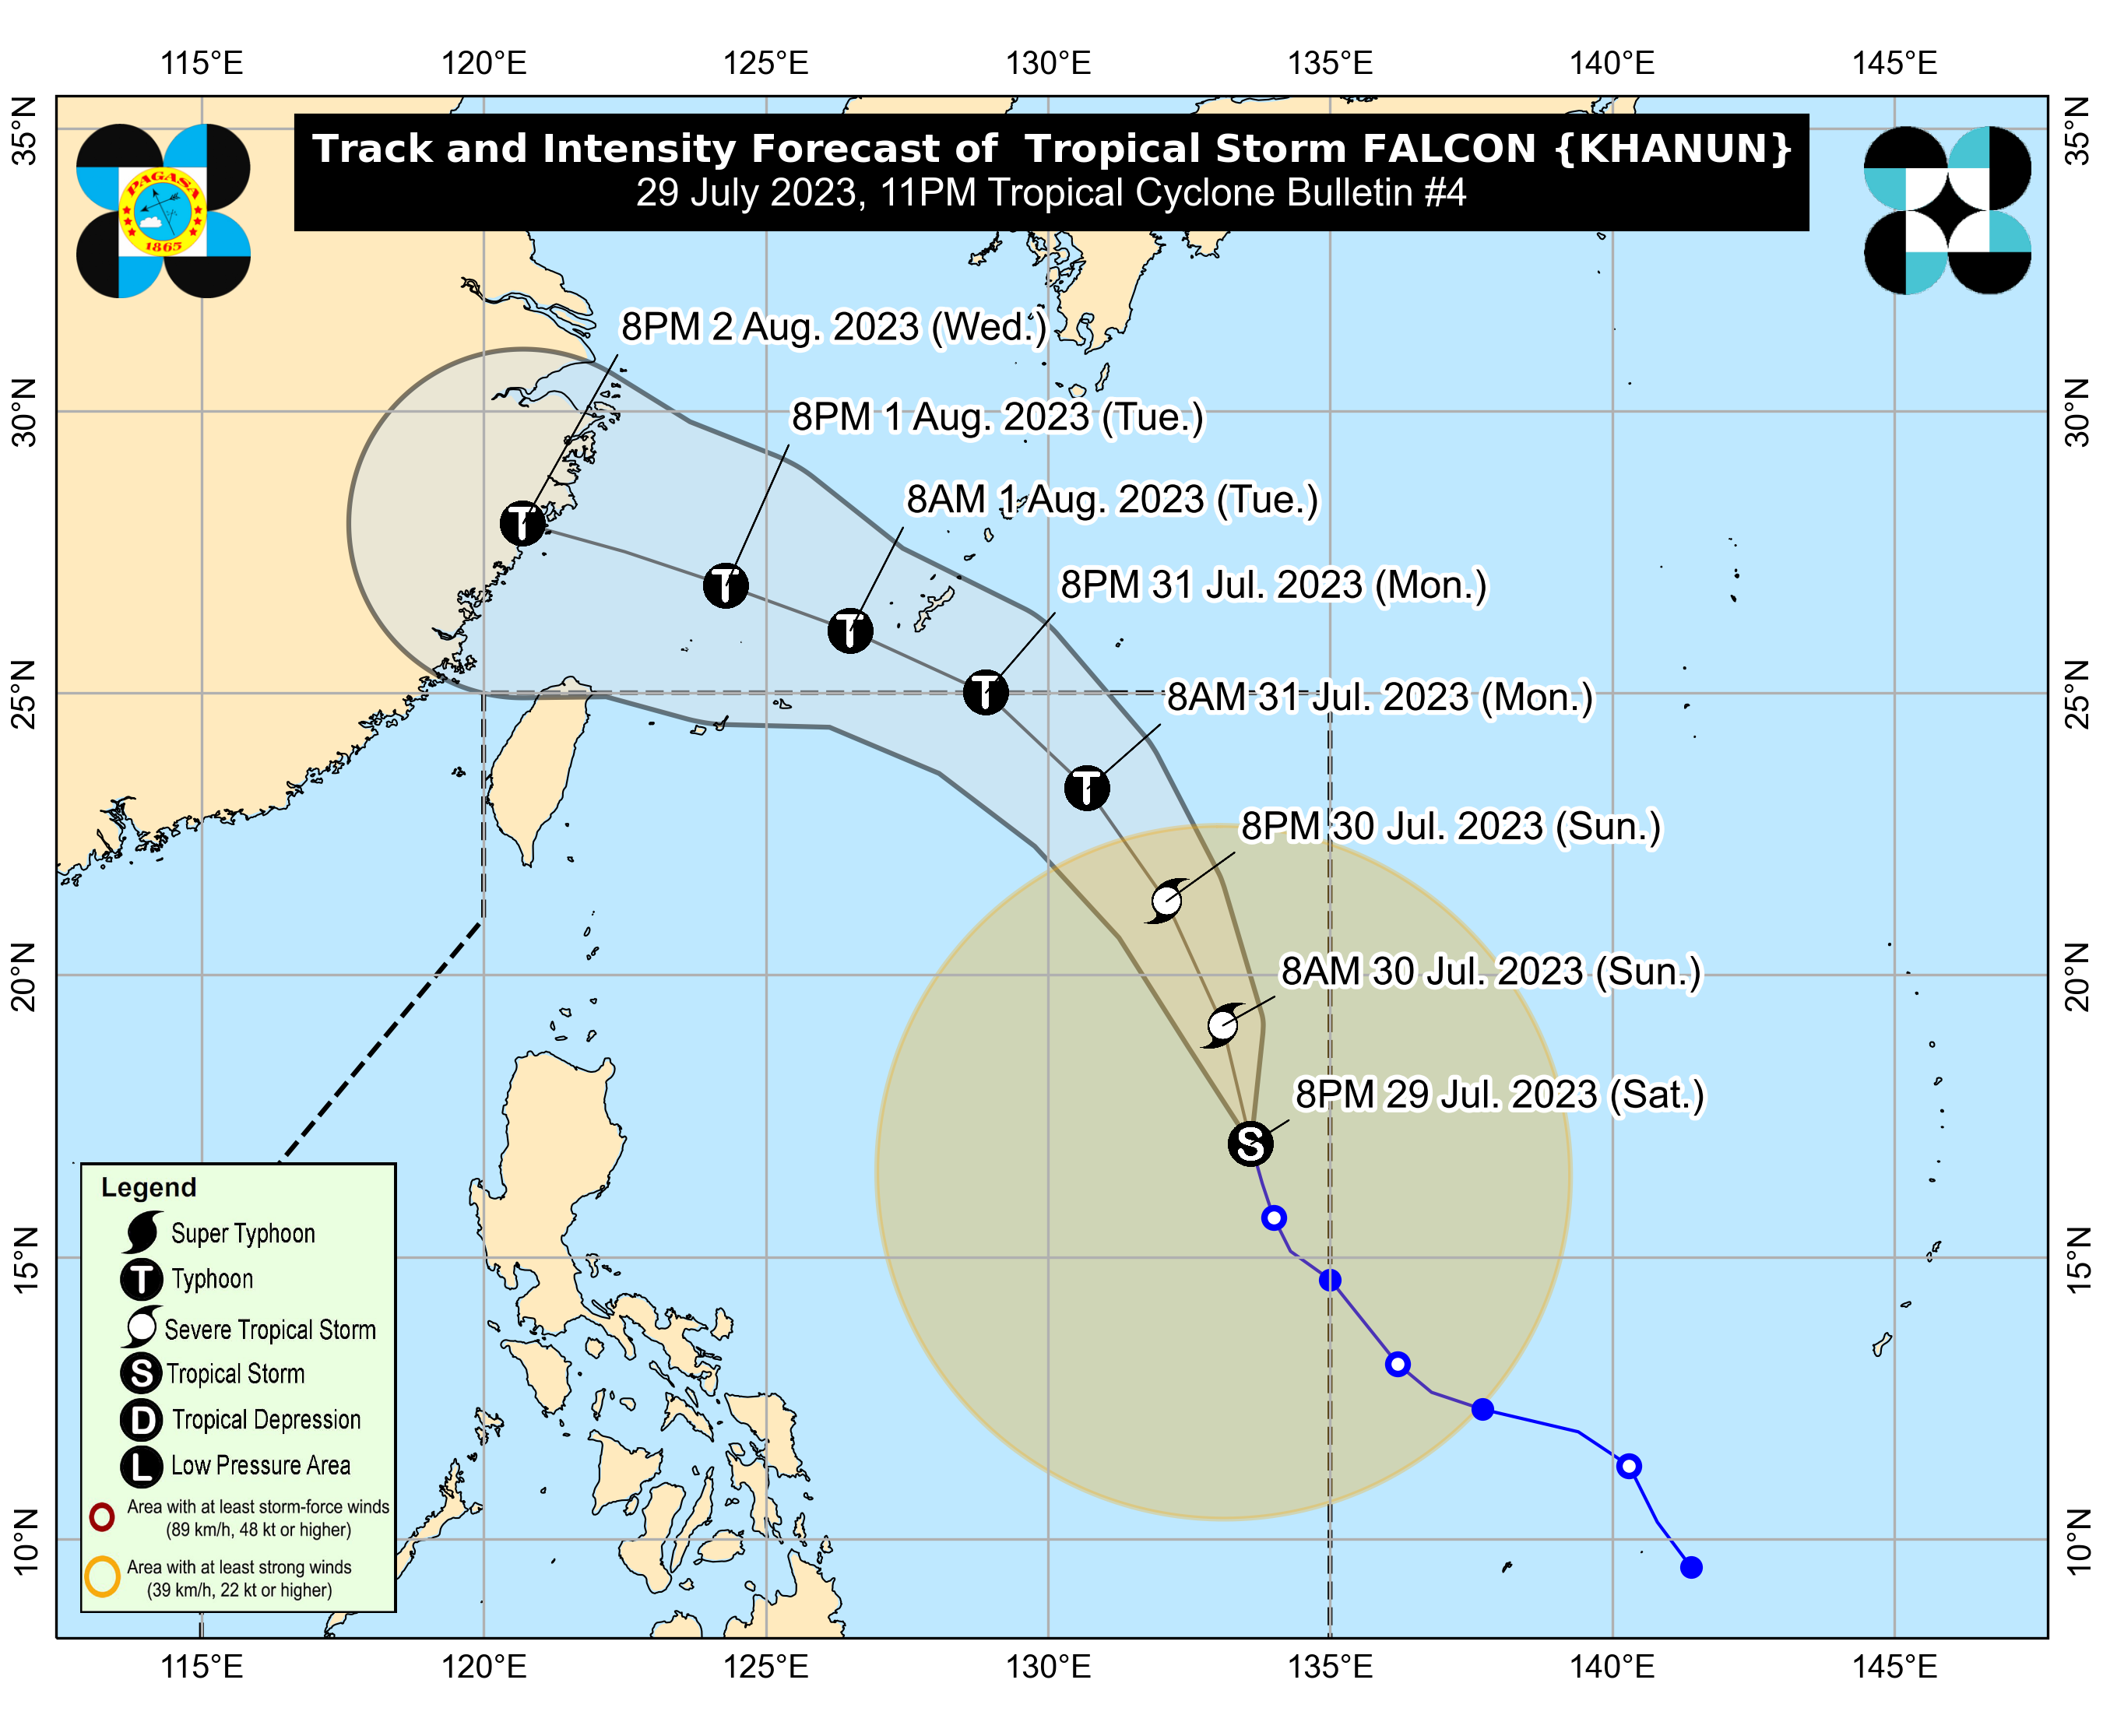 115°E 120°E 125°E 130°E 135°E 140°E 145°E
35°N 35°N
Track and Intensity Forecast of Tropical Storm FALCON {KHANUN}
29 July 2023, 11PM Tropical Cyclone Bulletin #4
PAGASA
1865
8PM 2 Aug. 2023 (Wed.)
30°N 30°N
8PM 1 Aug. 2023 (Tue.)
8AM 1 Aug. 2023 (Tue.)
T
8PM 31 Jul. 2023 (Mon.)
T
T
25°N 25°N
T
8AM 31 Jul. 2023 (Mon.)
T
8PM 30 Jul. 2023 (Sun.)
20°N 20°N
8AM 30 Jul. 2023 (Sun.)
8PM 29 Jul. 2023 (Sat.)
S
15°N 15°N
Legend
Super Typhoon
T Typhoon
Severe Tropical Storm
S Tropical Storm
D Tropical Depression
L Low Pressure Area
Area with at least storm-force winds
(89 km/h, 48 kt or higher)
Area with at least strong winds
(39 km/h, 22 kt or higher)
10°N 10°N
115°E 120°E 125°E 130°E 135°E 140°E 145°E